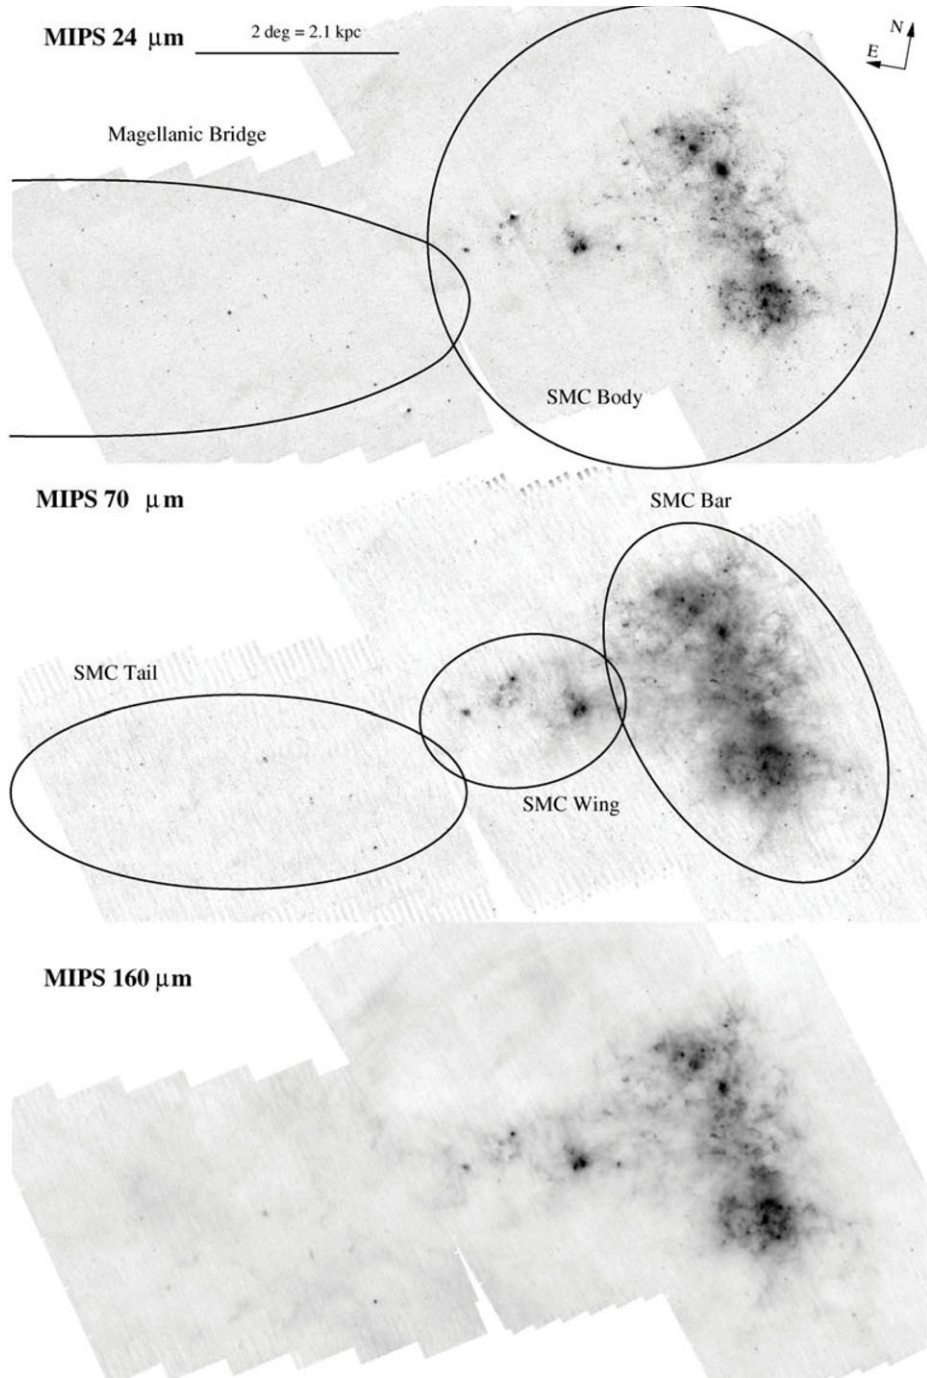 MIPS 24 μm
2 deg = 2.1 kpc
N
E
Magellanic Bridge
SMC Body
MIPS 70 μm
SMC Bar
SMC Tail
SMC Wing
MIPS 160 μm